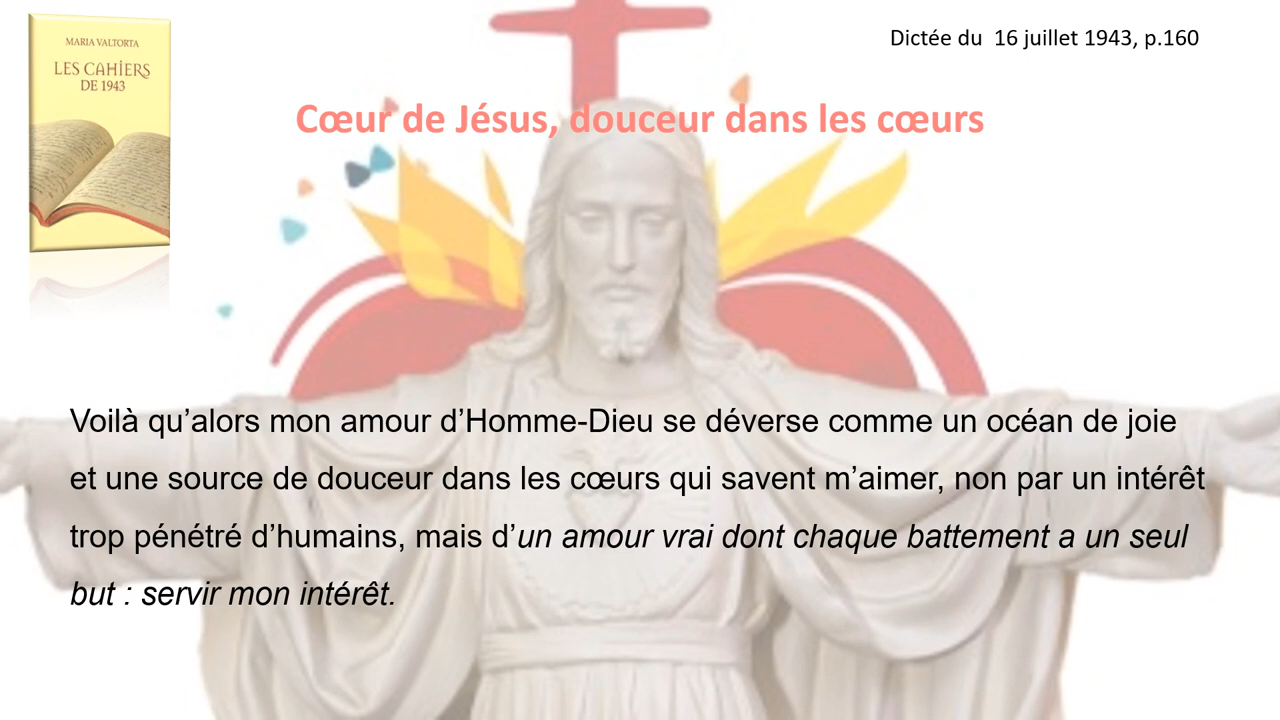 MARIA VALTORTA
LES CAHIERS
DE 1943
Dictée du  16 juillet 1943, p.160
Cœur de Jésus, douceur dans les cœurs
Voilà qu’alors mon amour d’Homme-Dieu se déverse comme un océan de joie
et une source de douceur dans les cœurs qui savent m’aimer, non par un intérêt
trop pénétré d’humains, mais d’un amour vrai dont chaque battement a un seul
but : servir mon intérêt.